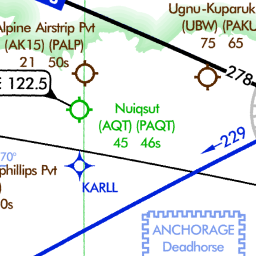 Alpine Airstrip Pvt
(AK15) (PALP)
21 50s
Ugnu-Kuparuk
(UBW) (PAKU
75 65
278
E 122.5
Nuiqsut
(AQT) (PAQT)
45 46s
229
70°
phillips Pvt
0s
KARLL
ANCHORAGE
Deadhorse